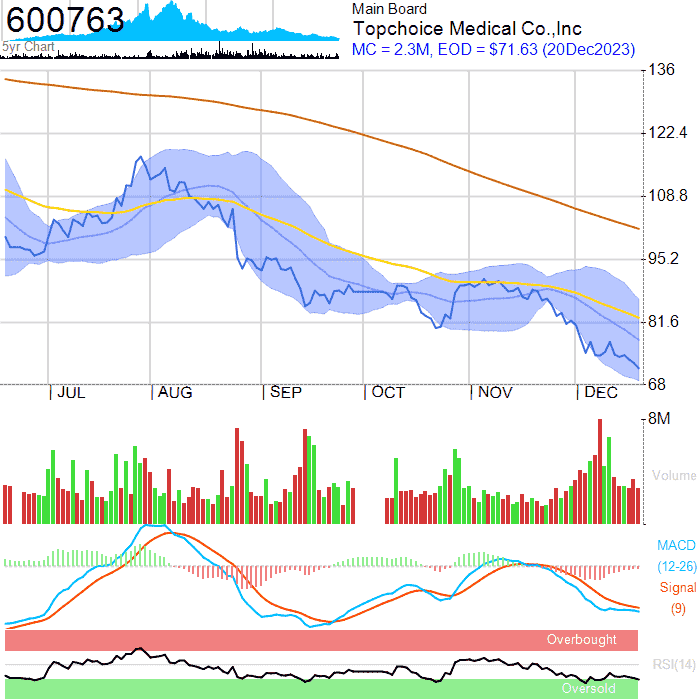 600763
5yr Chart
Main Board
Topchoice Medical Co.,Inc
MC = 2.3M, EOD = $71.63 (20Dec2023)
136
122.4
108.8
95.2
81.6
68
JUL
AUG
SEP
OCT
NOV
DEC
8M
Volume
MACD
(12-26)
Signal
(9)
Overbought
RSI(14)
Oversold